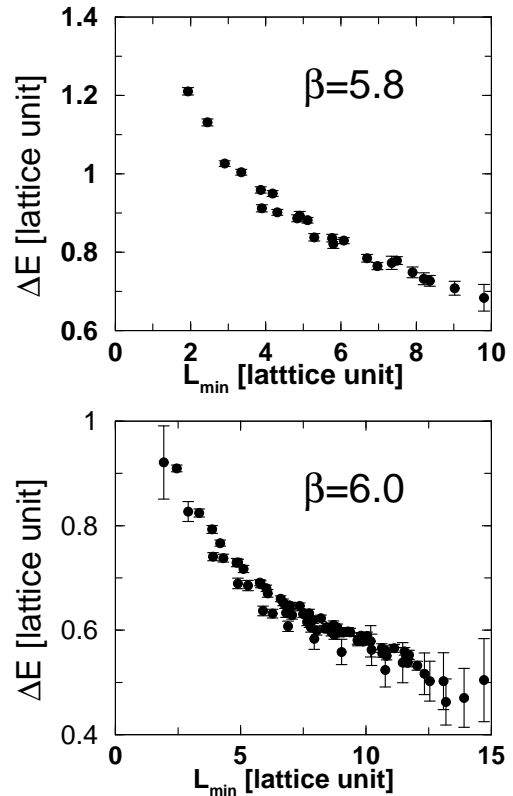 1.4
1.2
1
0.8
0.6
ΔE [lattice unit]
β=5.8
0 2 4 6 8 10
L_min [latttice unit]
1
0.8
0.6
0.4
ΔE [lattice unit]
β=6.0
0 5 10 15
L_min [lattice unit]